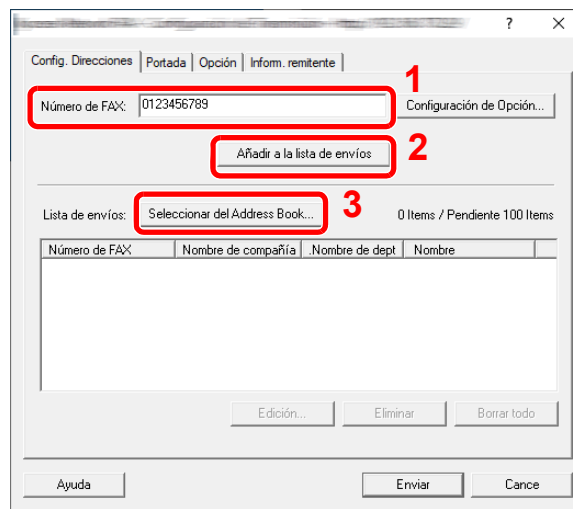 ?
Config. Direcciones Portada Opción Inform. remitente
1
Número de FAX: 0123456789 Configuración de Opción...
Añadir a la lista de envíos 2
Lista de envíos: Seleccionar del Address Book... 3 0 Items / Pendiente 100 Items
Número de FAX Nombre de compañía .Nombre de dept Nombre
Edición... Eliminar Borrar todo
Ayuda Enviar Cance